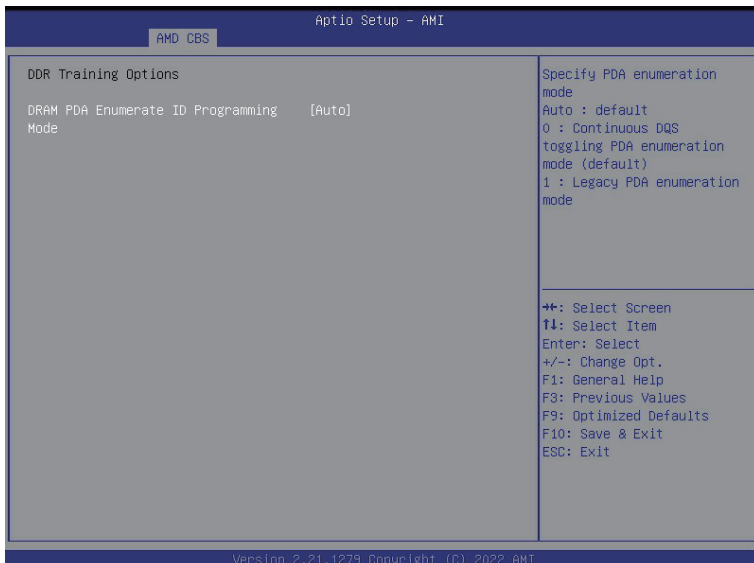 Aptio Setup – AMI
AMD CBS
DDR Training Options
DRAM PDA Enumerate ID Programming [Auto]
Mode
Specify PDA enumeration
mode
Auto : default
0 : Continuous DQS
toggling PDA enumeration
mode (default)
1 : Legacy PDA enumeration
mode
→←: Select Screen
↑↓: Select Item
Enter: Select
+/-: Change Opt.
F1: General Help
F3: Previous Values
F9: Optimized Defaults
F10: Save & Exit
ESC: Exit
Version 2.21.1279 Copyright (C) 2022 AMI